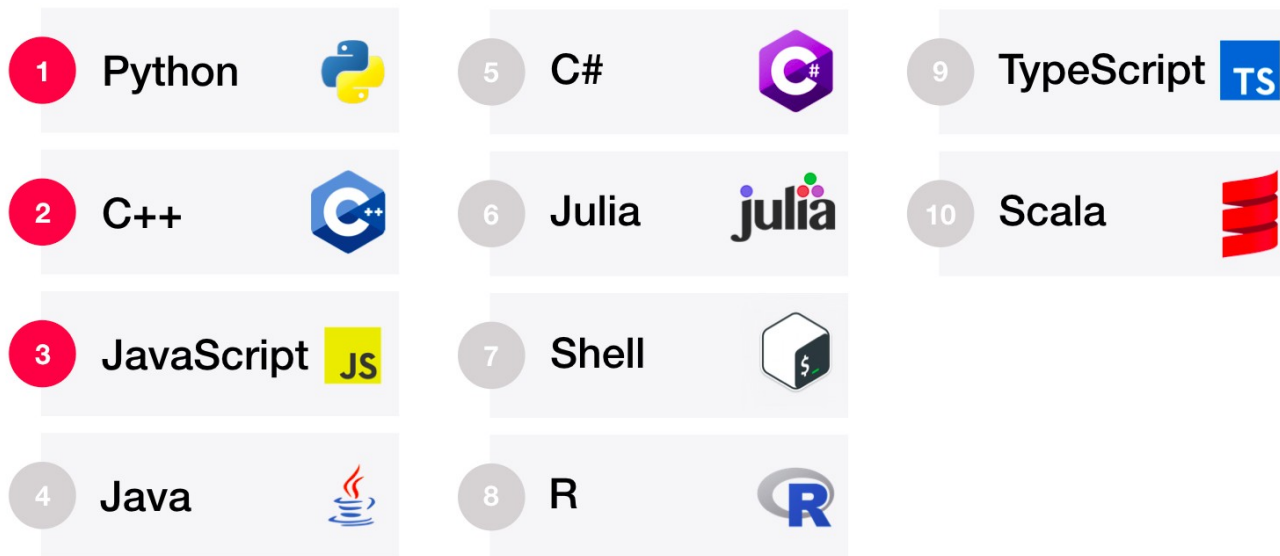 1 Python
2 C++ C++
3 JavaScript JS
4 Java
5 C# C#
6 Julia julia
7 Shell $_
8 R R
9 TypeScript TS
10 Scala